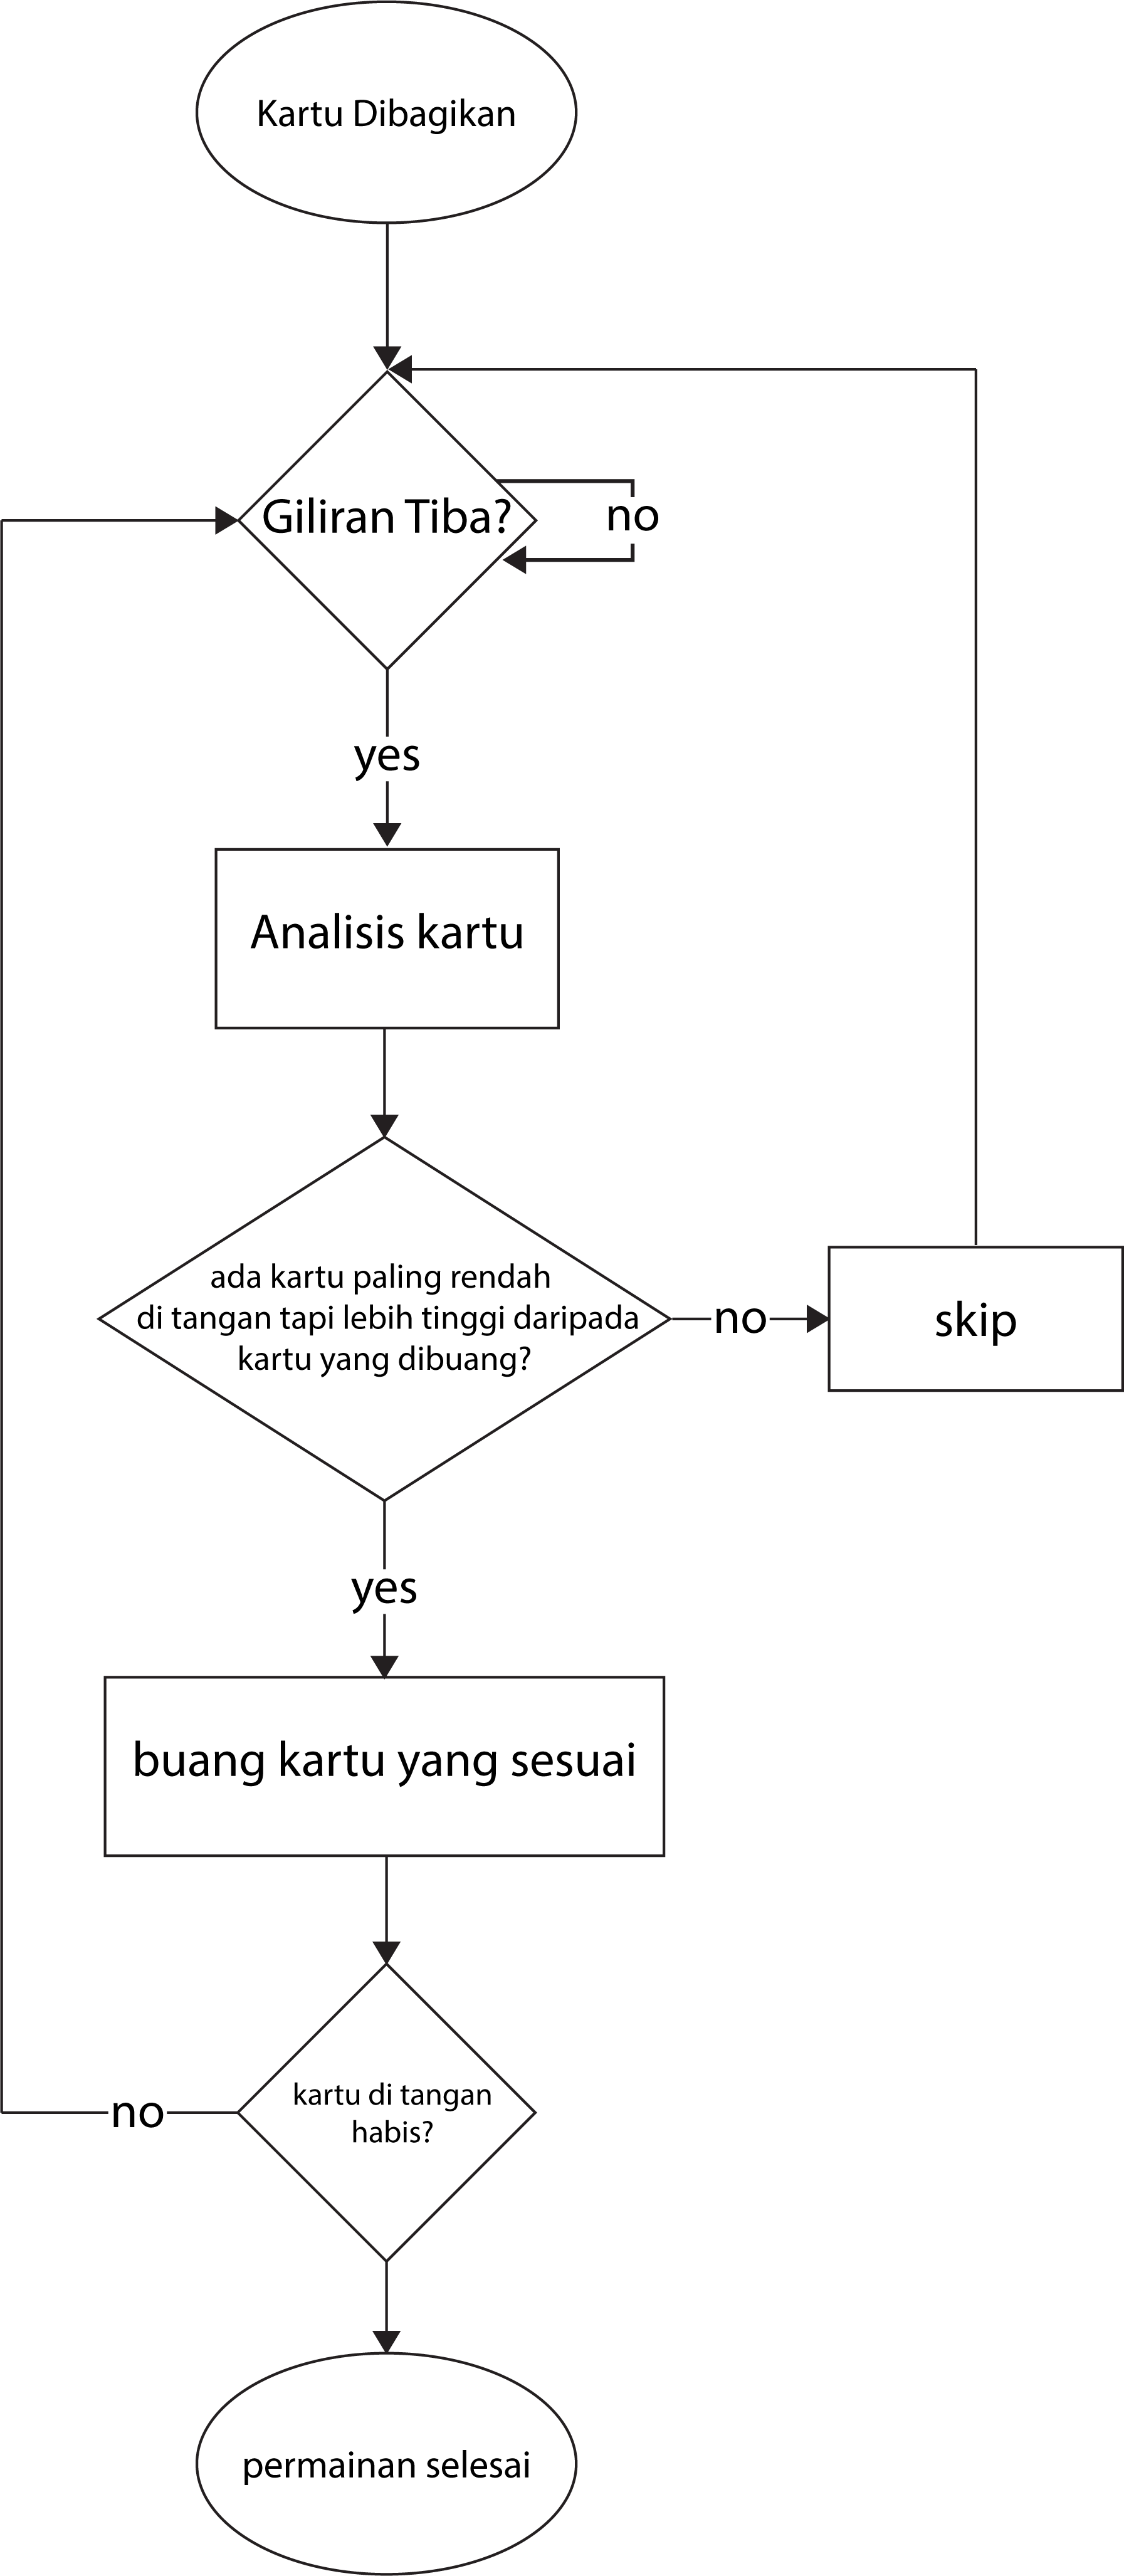 Kartu Dibagikan
Giliran Tiba?
no
yes
Analisis kartu
ada kartu paling rendah
di tangan tapi lebih tinggi daripada
kartu yang dibuang?
no
skip
yes
buang kartu yang sesuai
kartu di tangan
habis?
no
permainan selesai